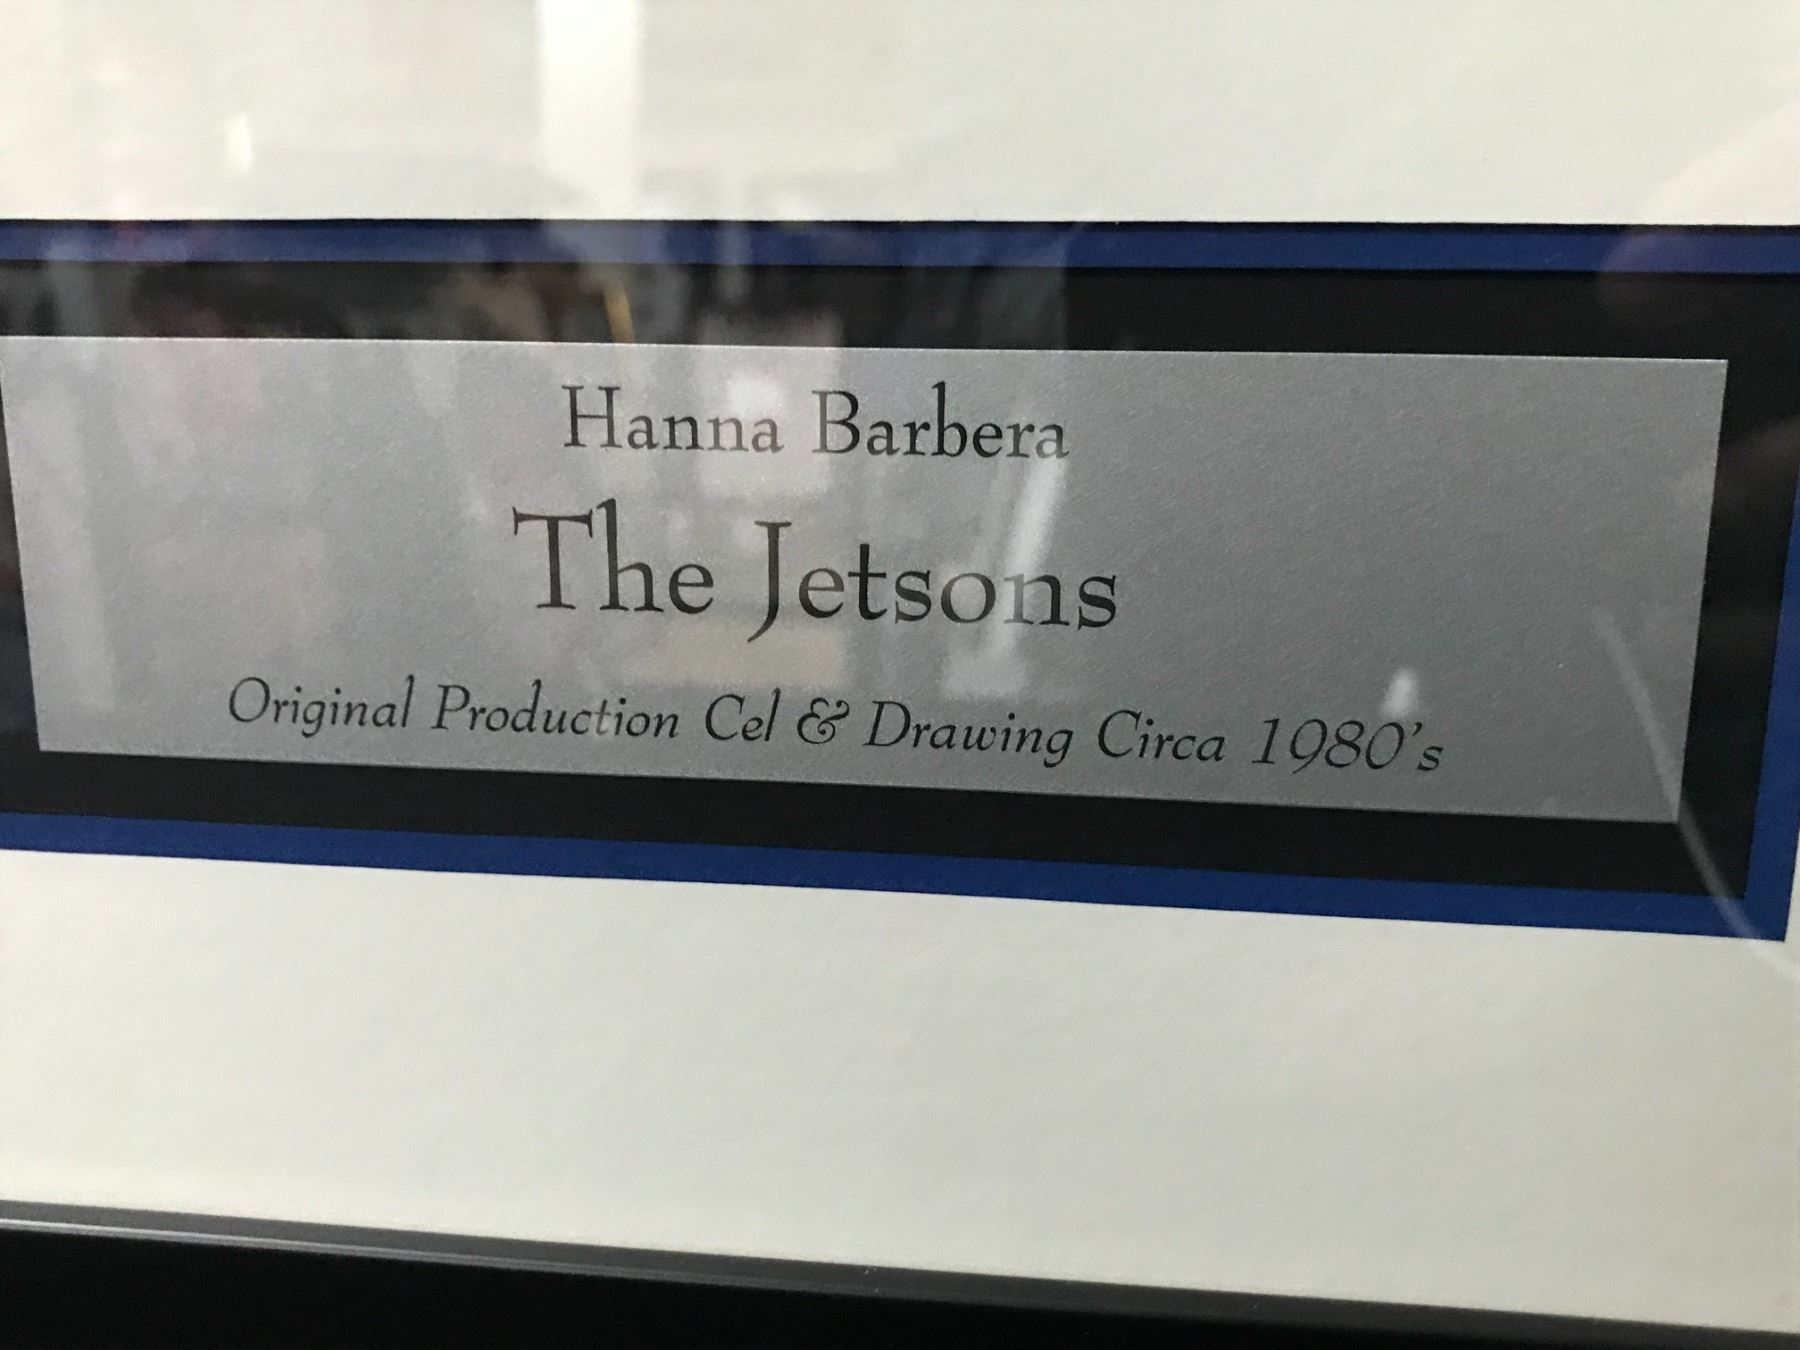 Hanna Barbera
The Jetsons
Original Production Cel & Drawing Circa 1980's